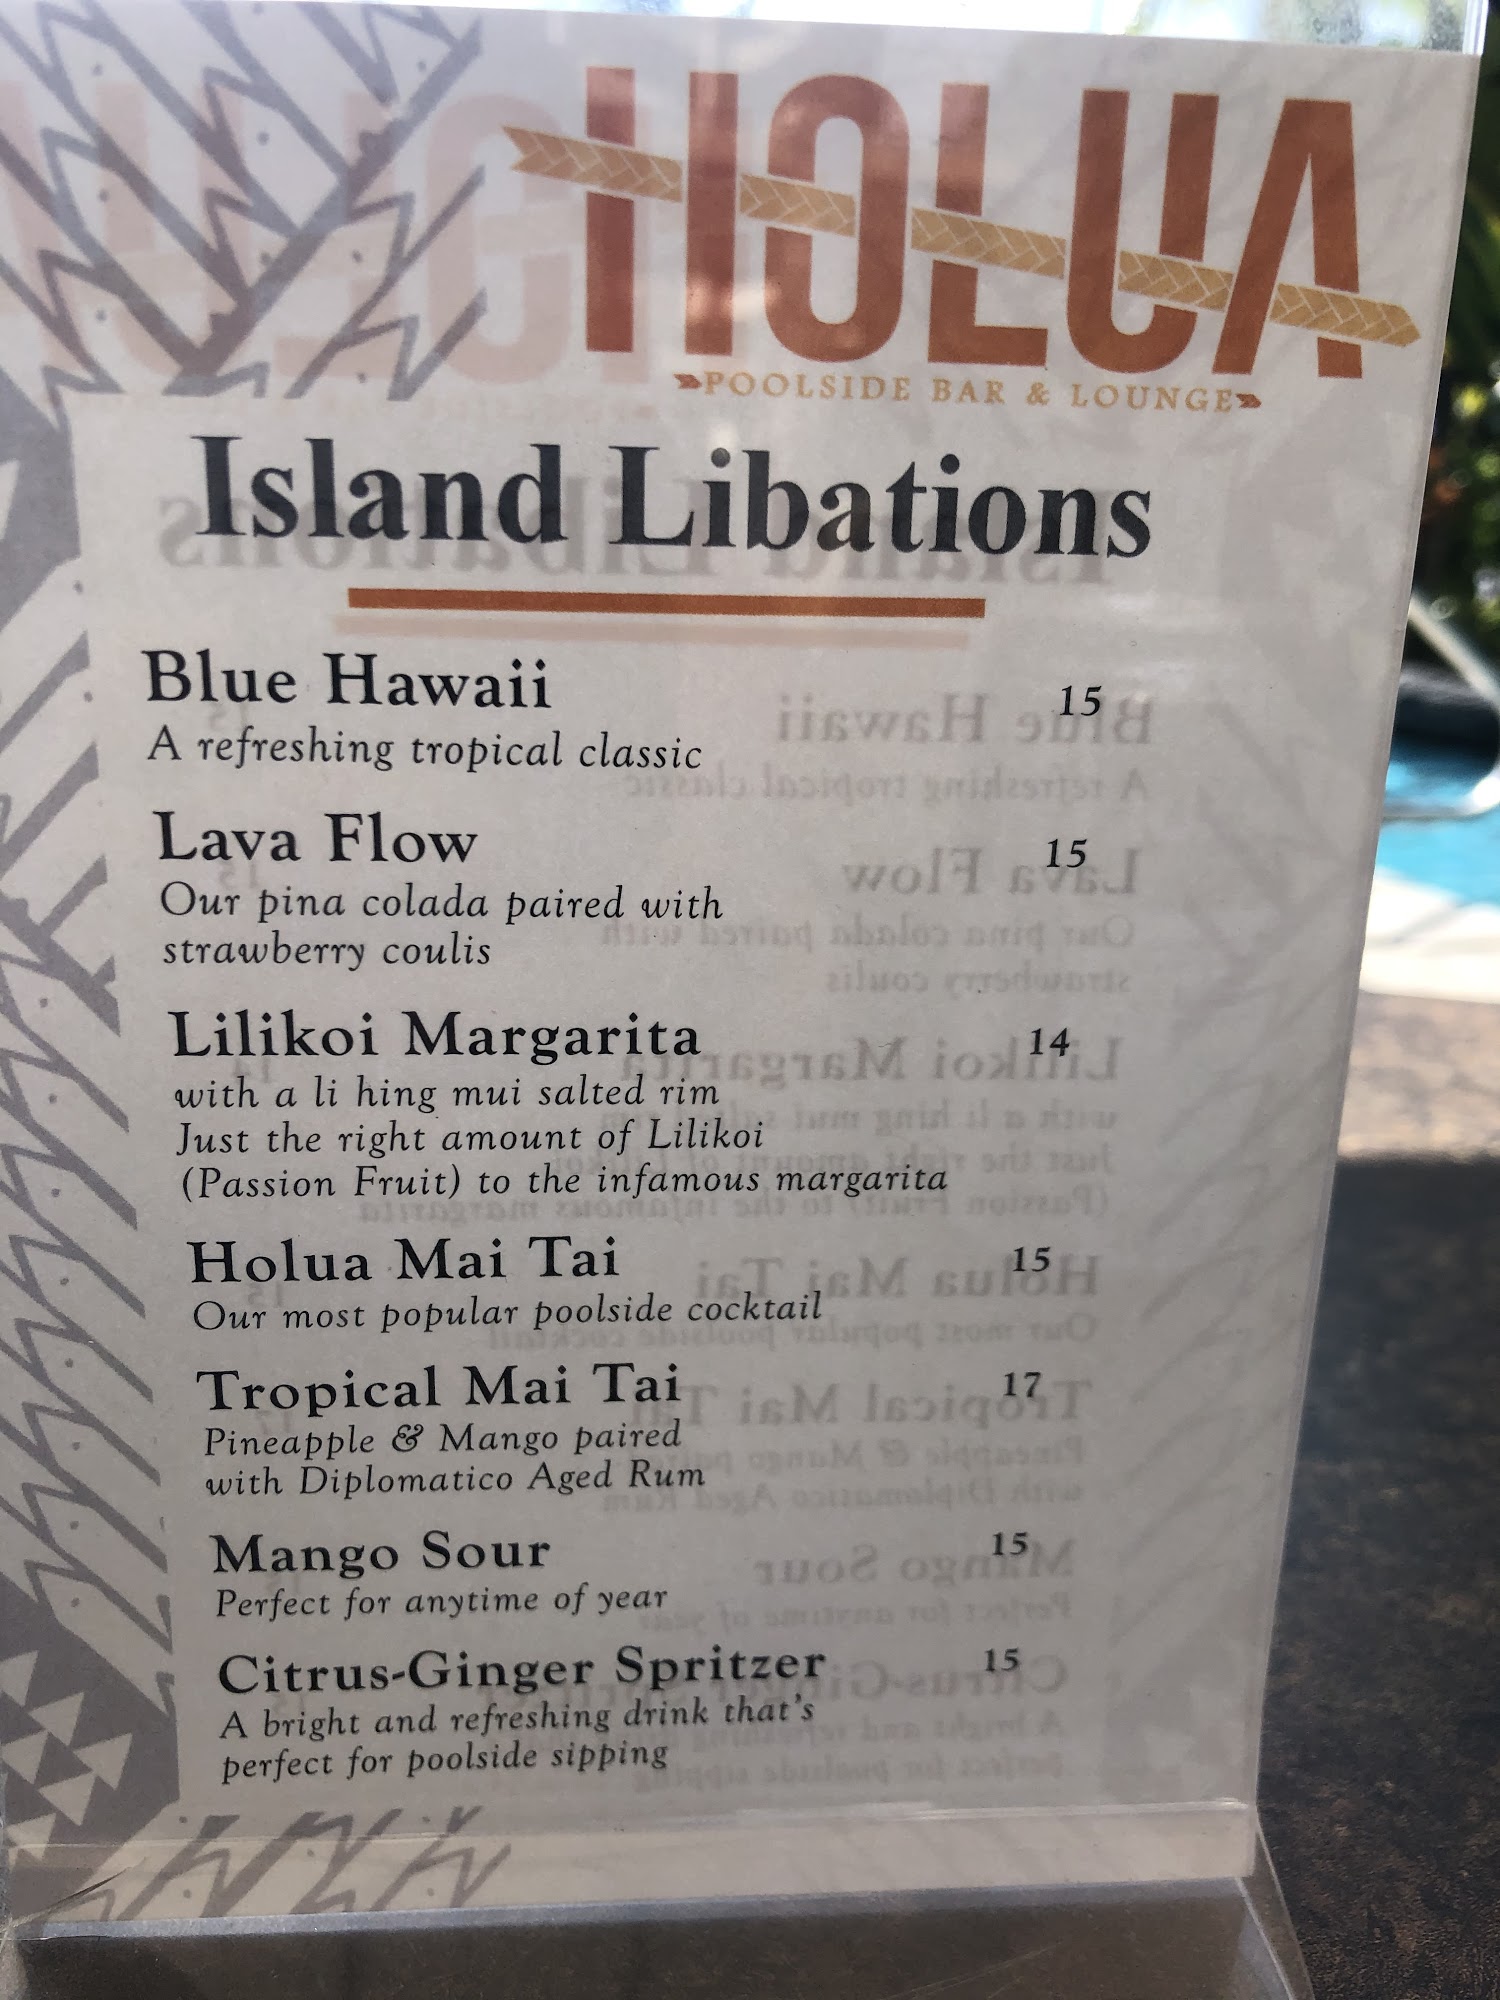 HOLUA
POOLSIDE BAR & LOUNGE
Island Libations
Blue Hawaii 15
A refreshing tropical classic
Lava Flow 15
Our pina colada paired with
strawberry coulis
Lilikoi Margarita 14
with a li hing mui salted rim
Just the right amount of Lilikoi
(Passion Fruit) to the infamous margarita
Holua Mai Tai 15
Our most popular poolside cocktail
Tropical Mai Tai 17
Pineapple & Mango paired
with Diplomatico Aged Rum
Mango Sour 15
Perfect for anytime of year
Citrus-Ginger Spritzer 15
A bright and refreshing drink that's
perfect for poolside sipping